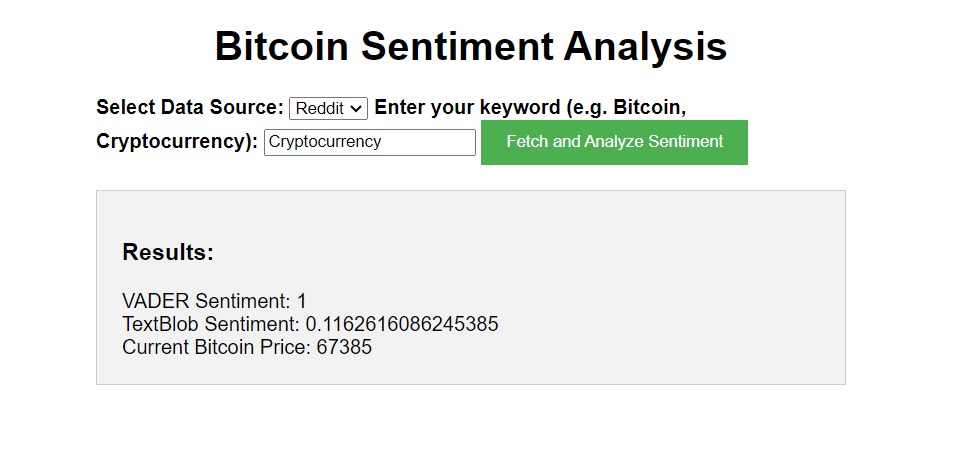 Bitcoin Sentiment Analysis
Select Data Source: Reddit Enter your keyword (e.g. Bitcoin,
Cryptocurrency): Cryptocurrency Fetch and Analyze Sentiment
Results:
VADER Sentiment: 1
TextBlob Sentiment: 0.1162616086245385
Current Bitcoin Price: 67385